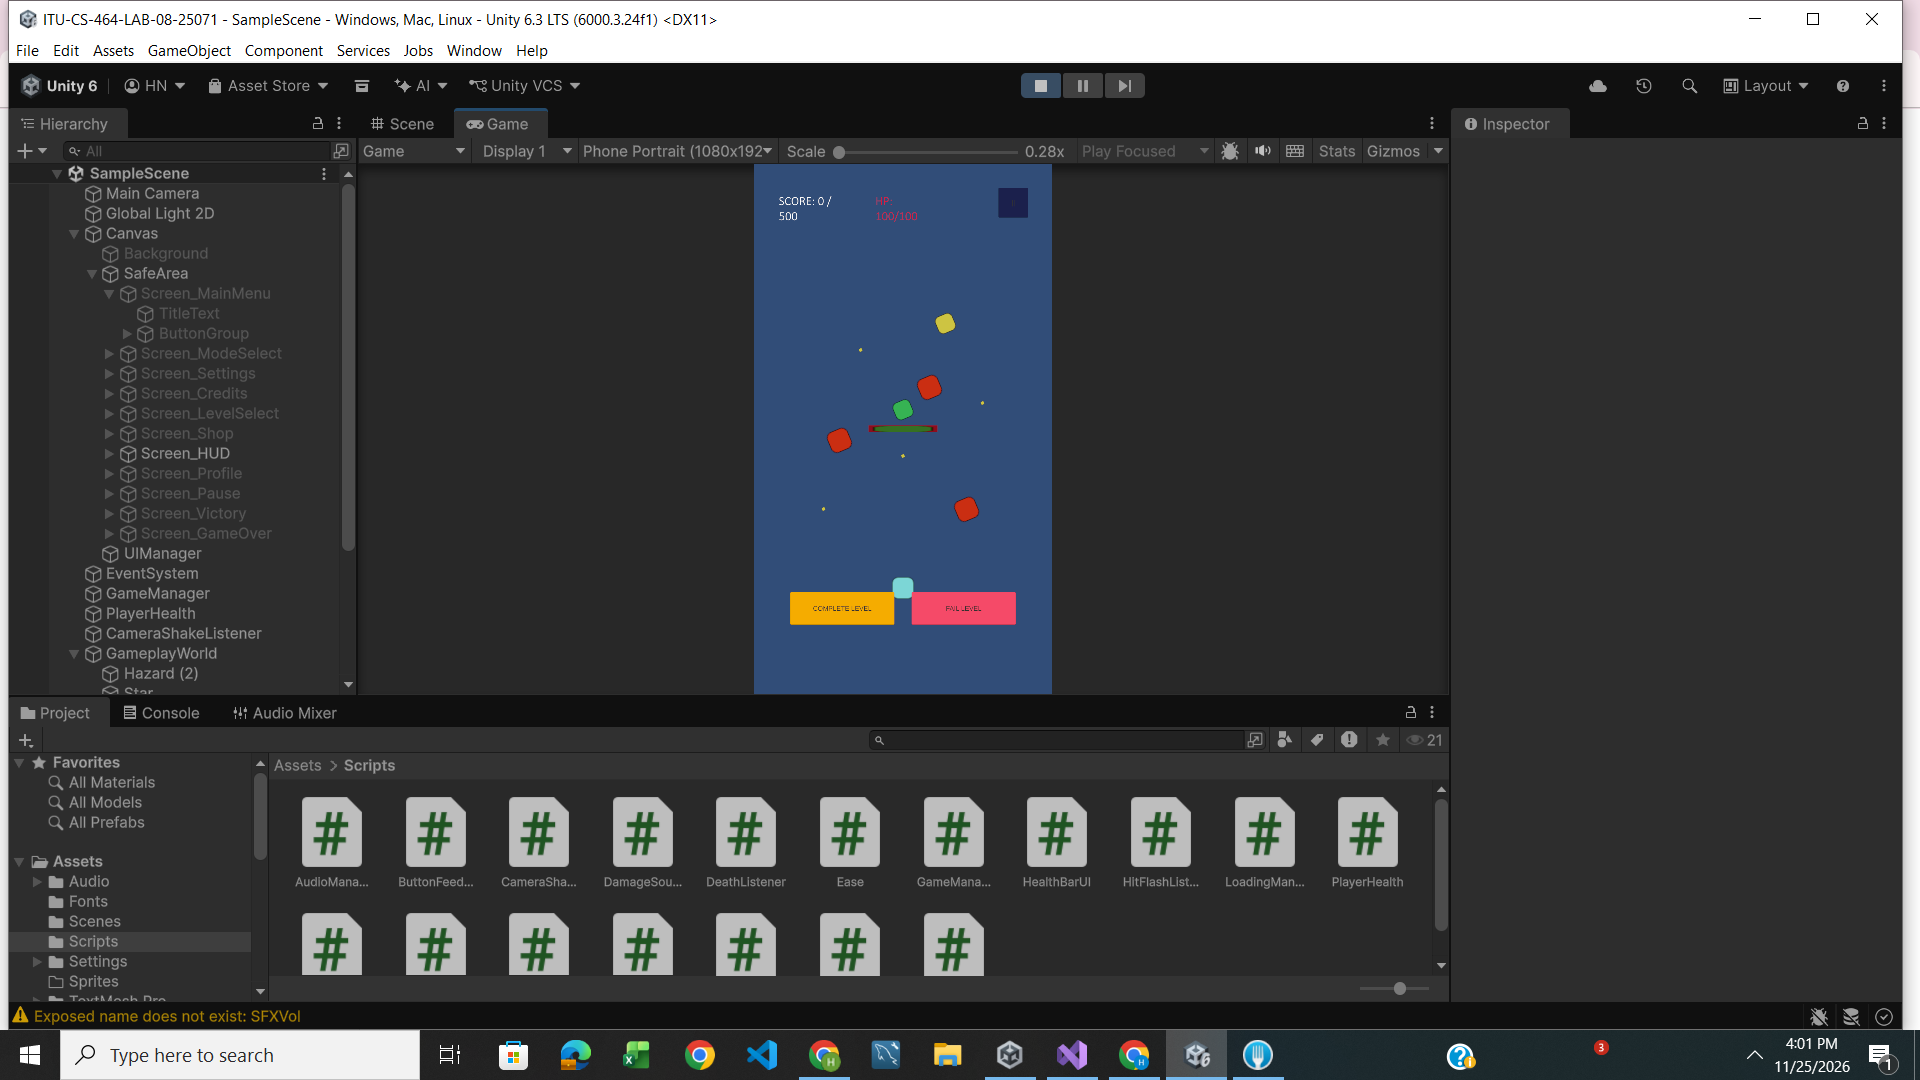 ITU-CS-464-LAB-08-25071 - SampleScene - Windows, Mac, Linux - Unity 6.3 LTS (6000.3.24f1) <DX11>
File Edit Assets GameObject Component Services Jobs Window Help
Unity 6 HN Asset Store AI Unity VCS Layout
Hierarchy Scene Game Inspector
All Game Display 1 Phone Portrait (1080x192 Scale 0.28x Play Focused Stats Gizmos
SampleScene
Main Camera
Global Light 2D
Canvas
Background
SafeArea
Screen_MainMenu
TitleText
ButtonGroup
Screen_ModeSelect
Screen_Settings
Screen_Credits
Screen_LevelSelect
Screen_Shop
Screen_HUD
Screen_Profile
Screen_Pause
Screen_Victory
Screen_GameOver
UIManager
EventSystem
GameManager
PlayerHealth
CameraShakeListener
GameplayWorld
Hazard (2)
Star
SCORE: 0 /
500
HP:
100/100
COMPLETE LEVEL FAIL LEVEL
Project Console Audio Mixer
21
Favorites
All Materials
All Models
All Prefabs
Assets
Audio
Fonts
Scenes
Scripts
Settings
Sprites
TextMesh Pro
Assets > Scripts
AudioMana... ButtonFeed... CameraSha... DamageSou... DeathListener Ease GameMana... HealthBarUI HitFlashList... LoadingMan... PlayerHealth
Exposed name does not exist: SFXVol
Type here to search
3
4:01 PM
11/25/2026
1